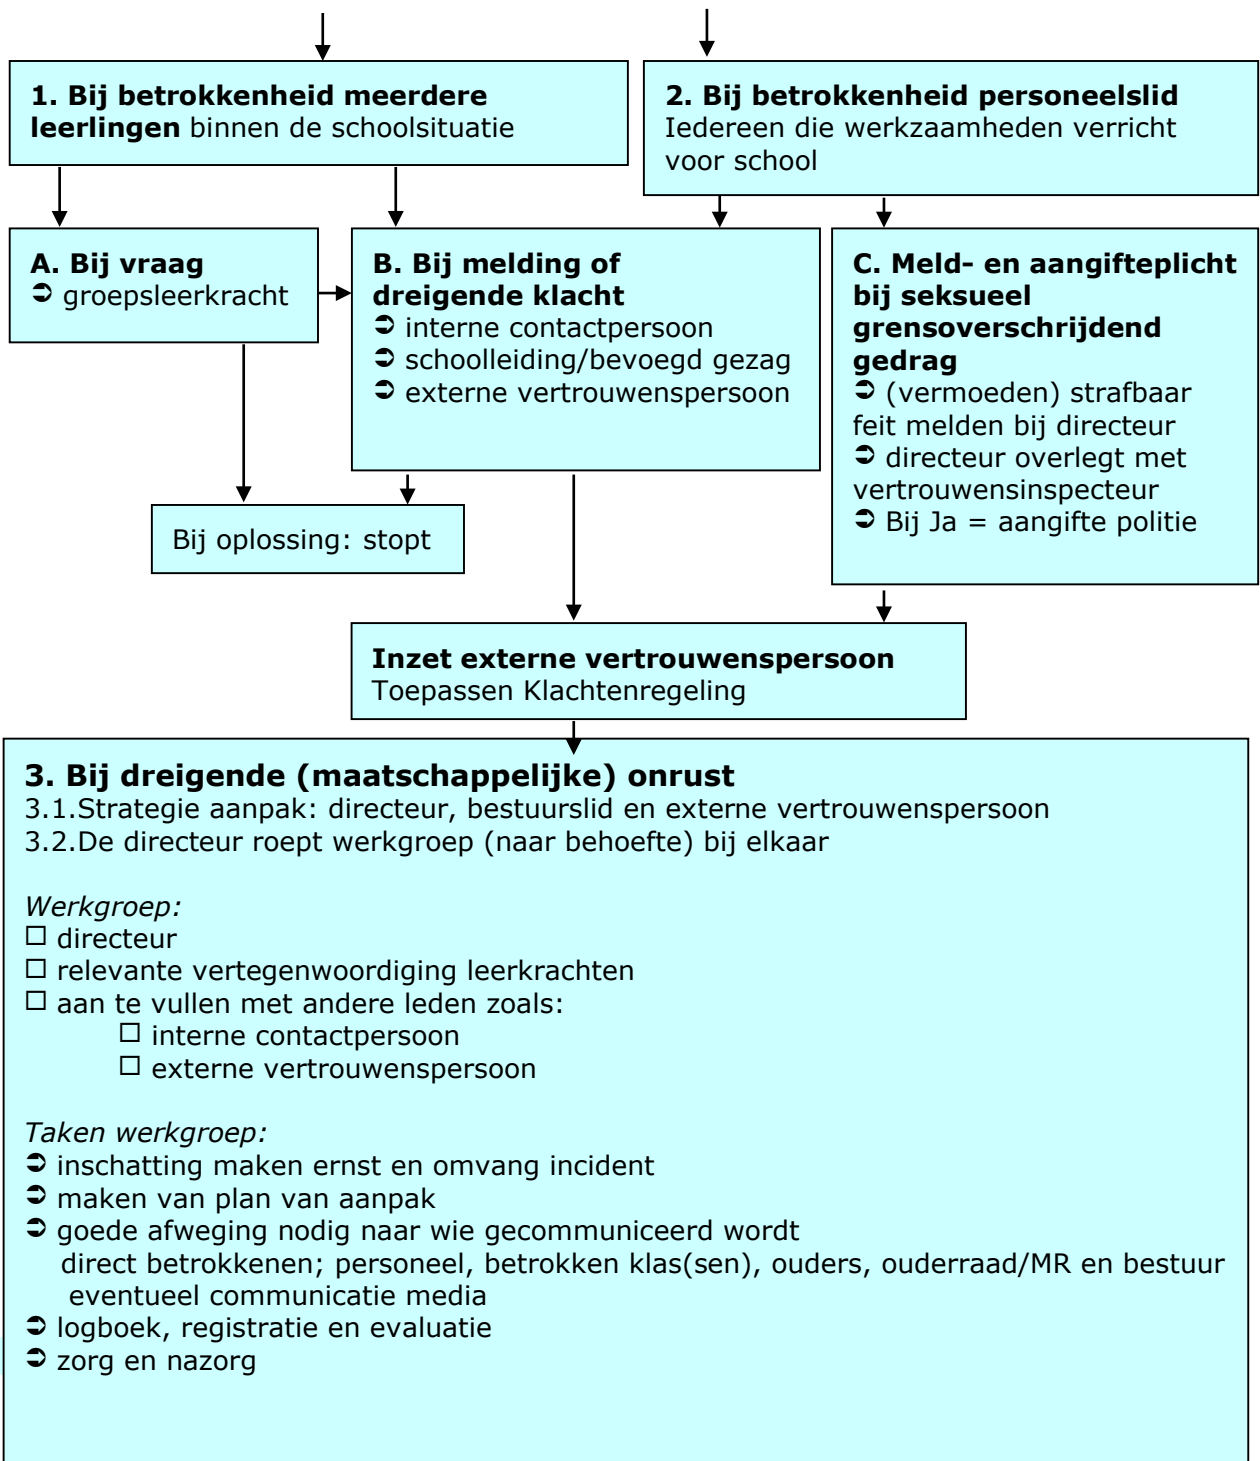 1. Bij betrokkenheid meerdere
leerlingen binnen de schoolsituatie
2. Bij betrokkenheid personeelslid
Iedereen die werkzaamheden verricht
voor school
A. Bij vraag
➲ groepsleerkracht
B. Bij melding of
dreigende klacht
➲ interne contactpersoon
➲ schoolleiding/bevoegd gezag
➲ externe vertrouwenspersoon
C. Meld- en aangifteplicht
bij seksueel
grensoverschrijdend
gedrag
➲ (vermoeden) strafbaar
feit melden bij directeur
➲ directeur overlegt met
vertrouwensinspecteur
➲ Bij Ja = aangifte politie
Bij oplossing: stopt
Inzet externe vertrouwenspersoon
Toepassen Klachtenregeling
3. Bij dreigende (maatschappelijke) onrust
3.1.Strategie aanpak: directeur, bestuurslid en externe vertrouwenspersoon
3.2.De directeur roept werkgroep (naar behoefte) bij elkaar
Werkgroep:
☐ directeur
☐ relevante vertegenwoordiging leerkrachten
☐ aan te vullen met andere leden zoals:
☐ interne contactpersoon
☐ externe vertrouwenspersoon
Taken werkgroep:
➲ inschatting maken ernst en omvang incident
➲ maken van plan van aanpak
➲ goede afweging nodig naar wie gecommuniceerd wordt
direct betrokkenen; personeel, betrokken klas(sen), ouders, ouderraad/MR en bestuur
eventueel communicatie media
➲ logboek, registratie en evaluatie
➲ zorg en nazorg